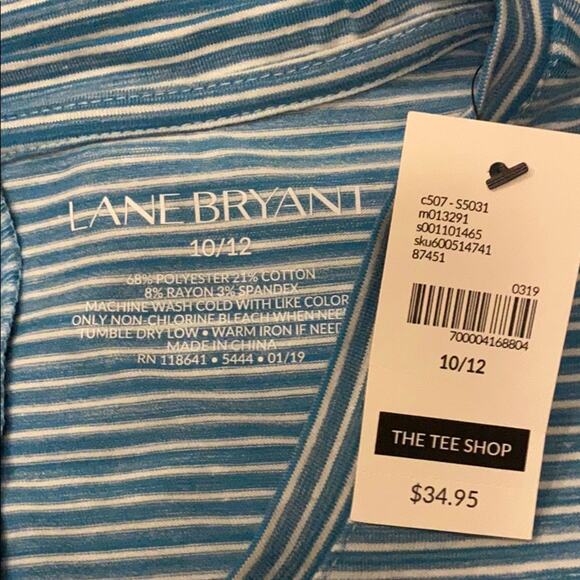 LANE BRYANT
10/12
68% POLYESTER 21% COTTON
8% RAYON 3% SPANDEX
MACHINE WASH COLD WITH LIKE COLOR
ONLY NON-CHLORINE BLEACH WHEN NEE
TUMBLE DRY LOW • WARM IRON IF NEED
MADE IN CHINA
RN 118641 • 5444 • 01/19
c507 - S5031
m013291
s001101465
sku600514741
87451
0319
700004168804
10/12
THE TEE SHOP
$34.95